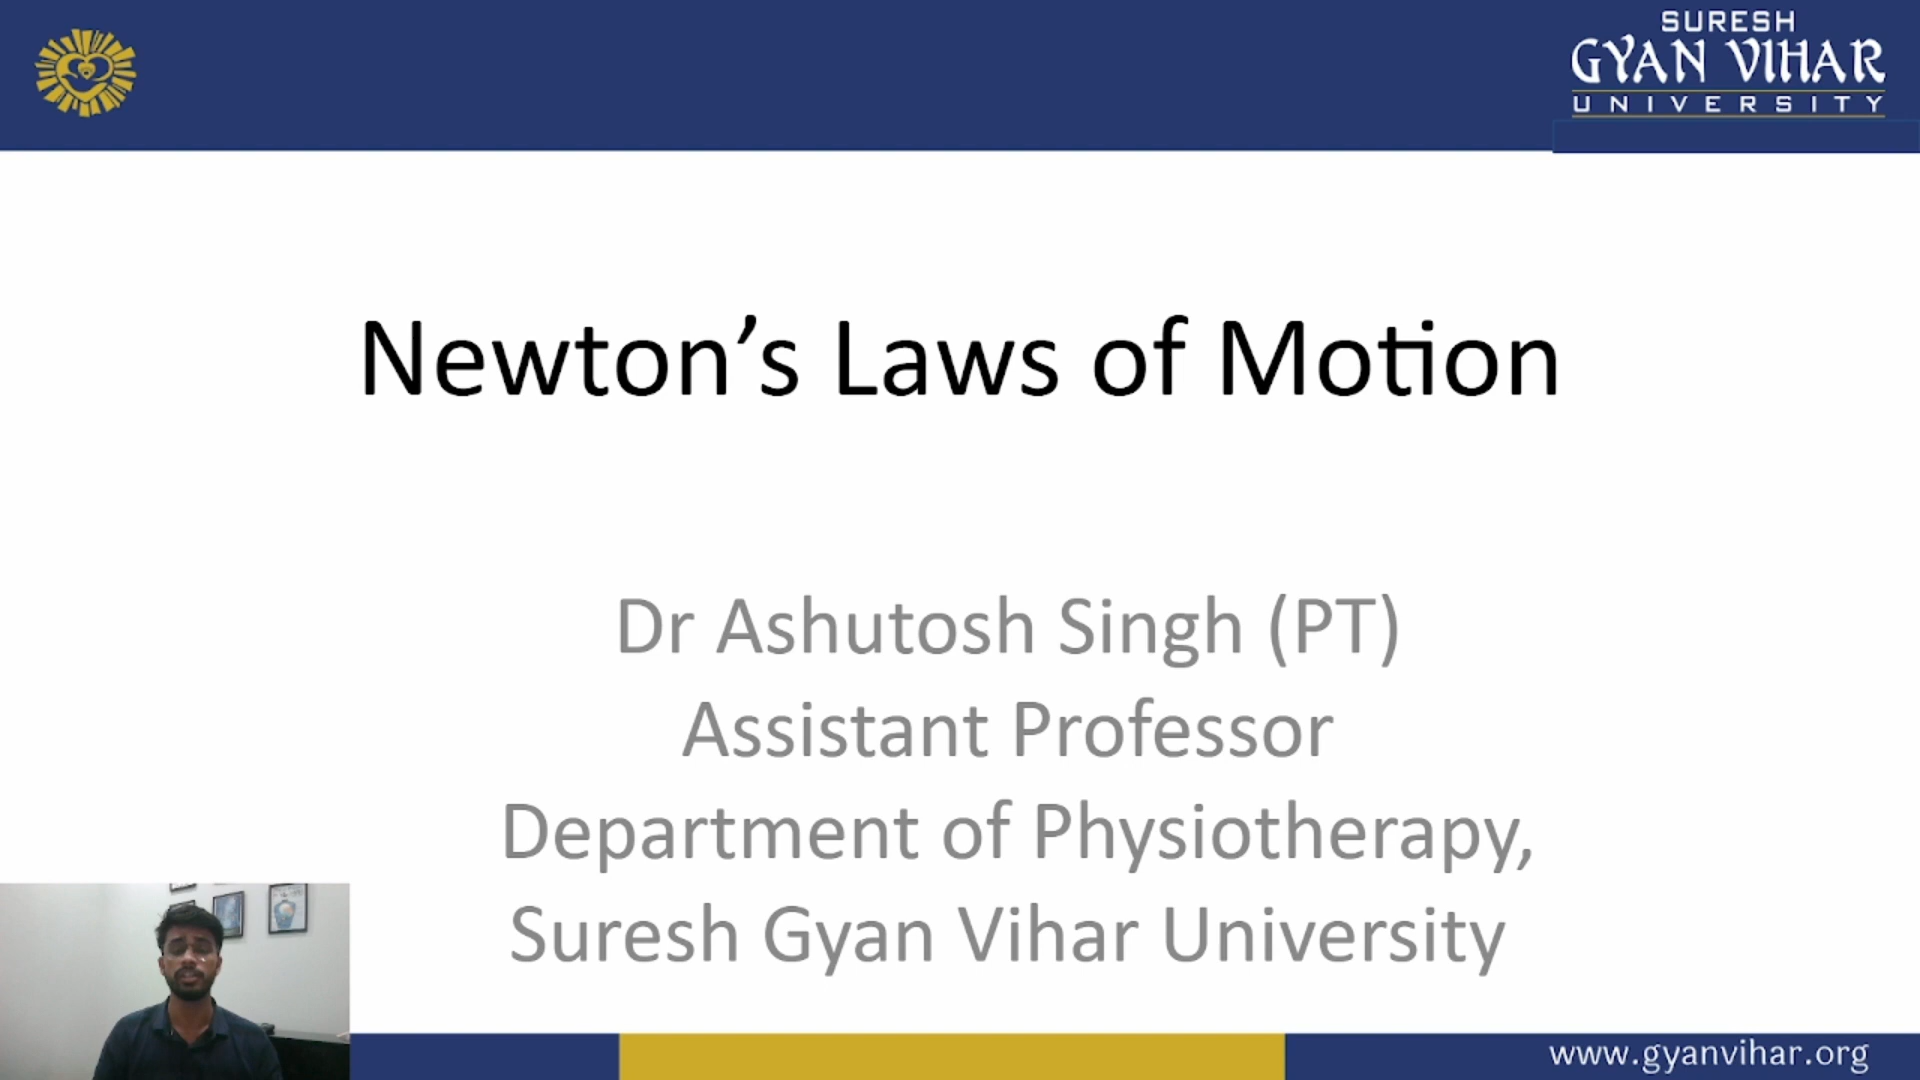 SURESH
GYAN VIHAR
UNIVERSITY
Newton’s Laws of Motion
Dr Ashutosh Singh (PT)
Assistant Professor
Department of Physiotherapy,
Suresh Gyan Vihar University
www.gyanvihar.org